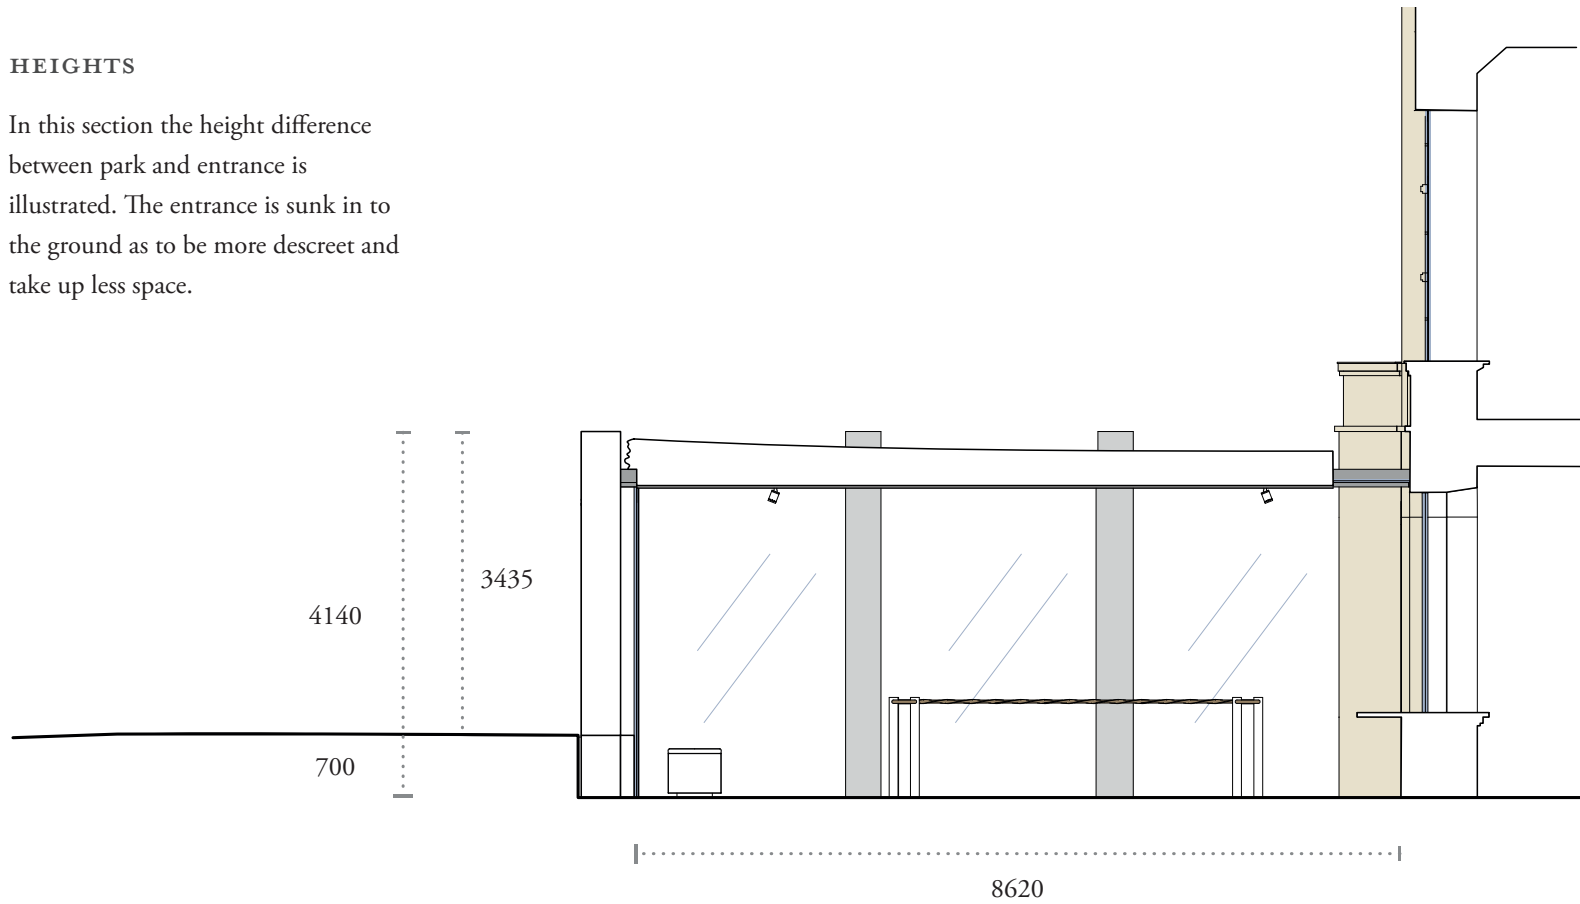 HEIGHTS
In this section the height difference
between park and entrance is
illustrated. The entrance is sunk in to
the ground as to be more descreet and
take up less space.
3435
4140
700
8620